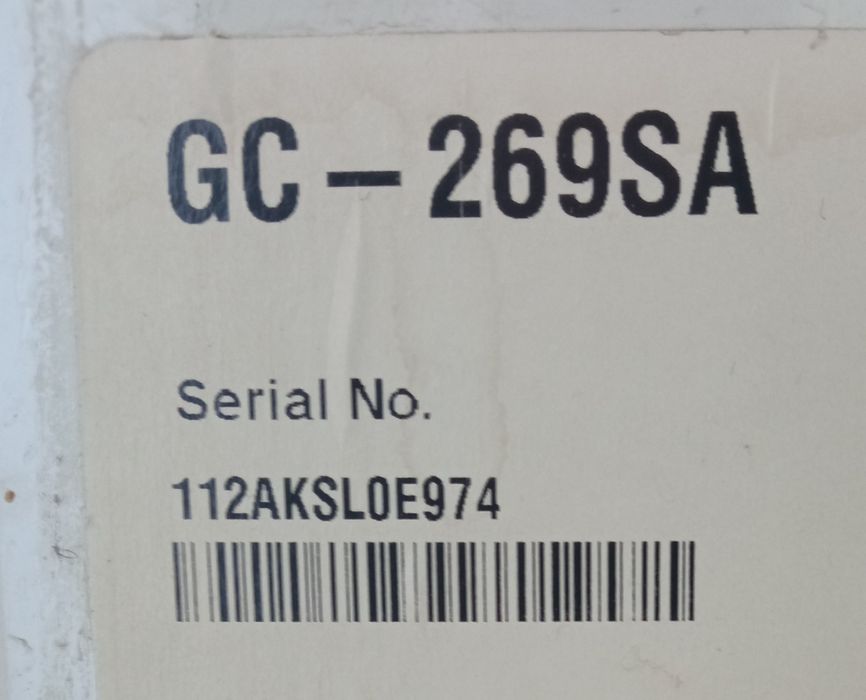 GC-269SA
Serial No.
112AKSL0E974